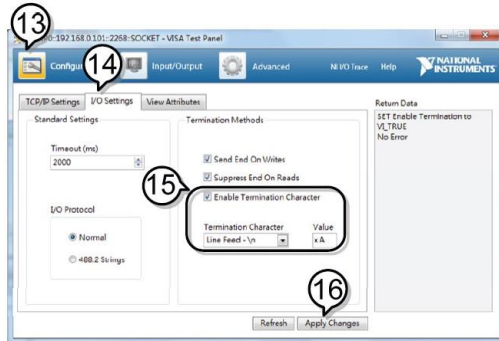 13
0::192.168.0.101::2268::SOCKET - VISA Test Panel
14
Configur
Input/Output
Advanced
NI I/O Trace
Help
NATIONAL INSTRUMENTS
TCP/IP Settings
I/O Settings
View Attributes
Return Data
Standard Settings
Termination Methods
SET Enable Termination to
VI_TRUE
No Error
Timeout (ms)
2000
Send End On Writes
Suppress End On Reads
15
Enable Termination Character
I/O Protocol
Termination Character
Value
Line Feed - \n
xA
Normal
488.2 Strings
16
Refresh
Apply Changes